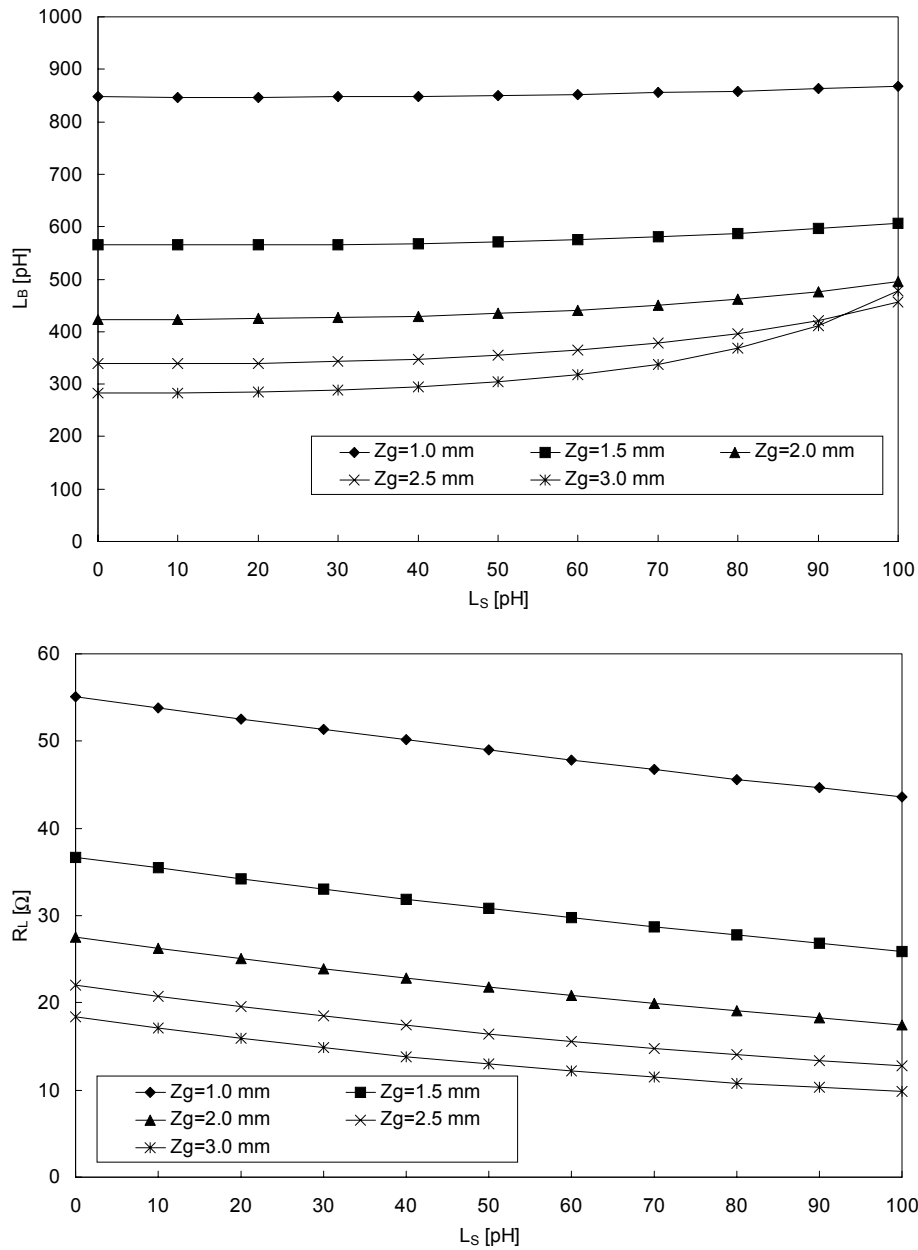 1000
900
800
700
600
500
400
300
200
100
0
L_B [pH]
Zg=1.0 mm Zg=1.5 mm Zg=2.0 mm
Zg=2.5 mm Zg=3.0 mm
0 10 20 30 40 50 60 70 80 90 100
L_S [pH]
60
50
40
30
20
10
0
R_L [Ω]
Zg=1.0 mm Zg=1.5 mm
Zg=2.0 mm Zg=2.5 mm
Zg=3.0 mm
0 10 20 30 40 50 60 70 80 90 100
L_S [pH]